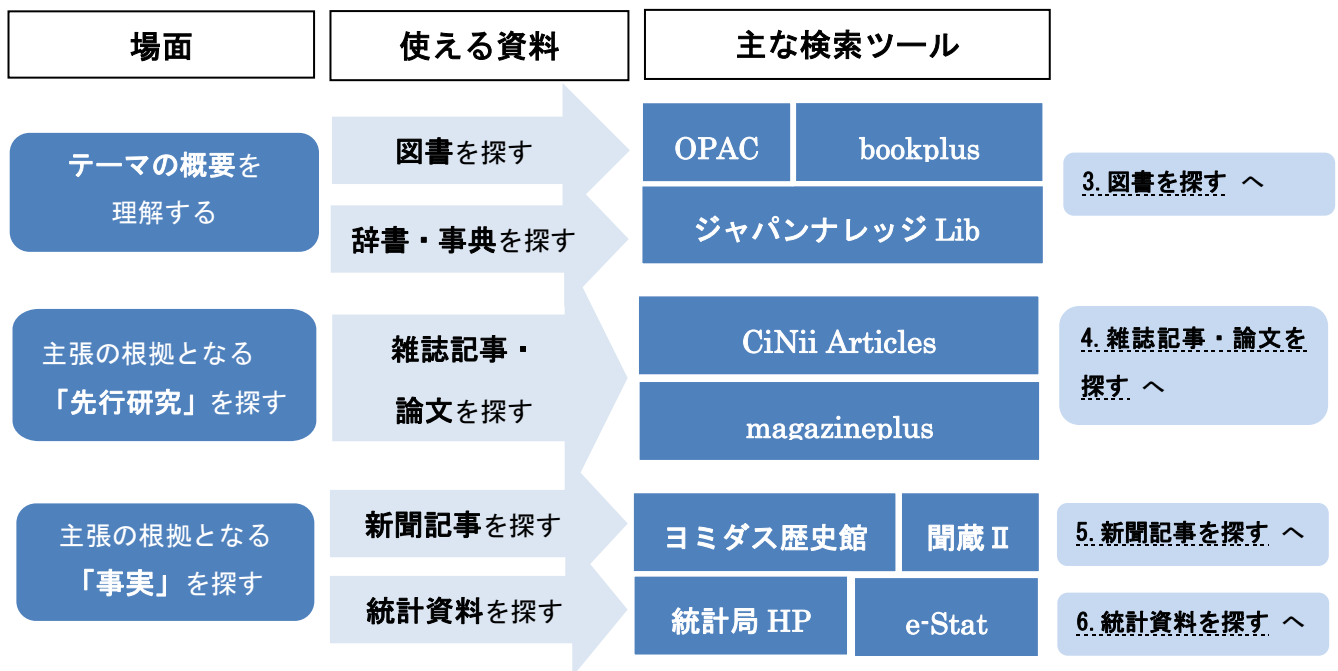 場面
使える資料
主な検索ツール
テーマの概要を
理解する
図書を探す
辞書・事典を探す
OPAC
bookplus
ジャパンナレッジ Lib
3. 図書を探す へ
主張の根拠となる
「先行研究」を探す
雑誌記事・
論文を探す
CiNii Articles
magazineplus
4. 雑誌記事・論文を
探す へ
主張の根拠となる
「事実」を探す
新聞記事を探す
統計資料を探す
ヨミダス歴史館
聞蔵Ⅱ
統計局 HP
e-Stat
5. 新聞記事を探す へ
6. 統計資料を探す へ